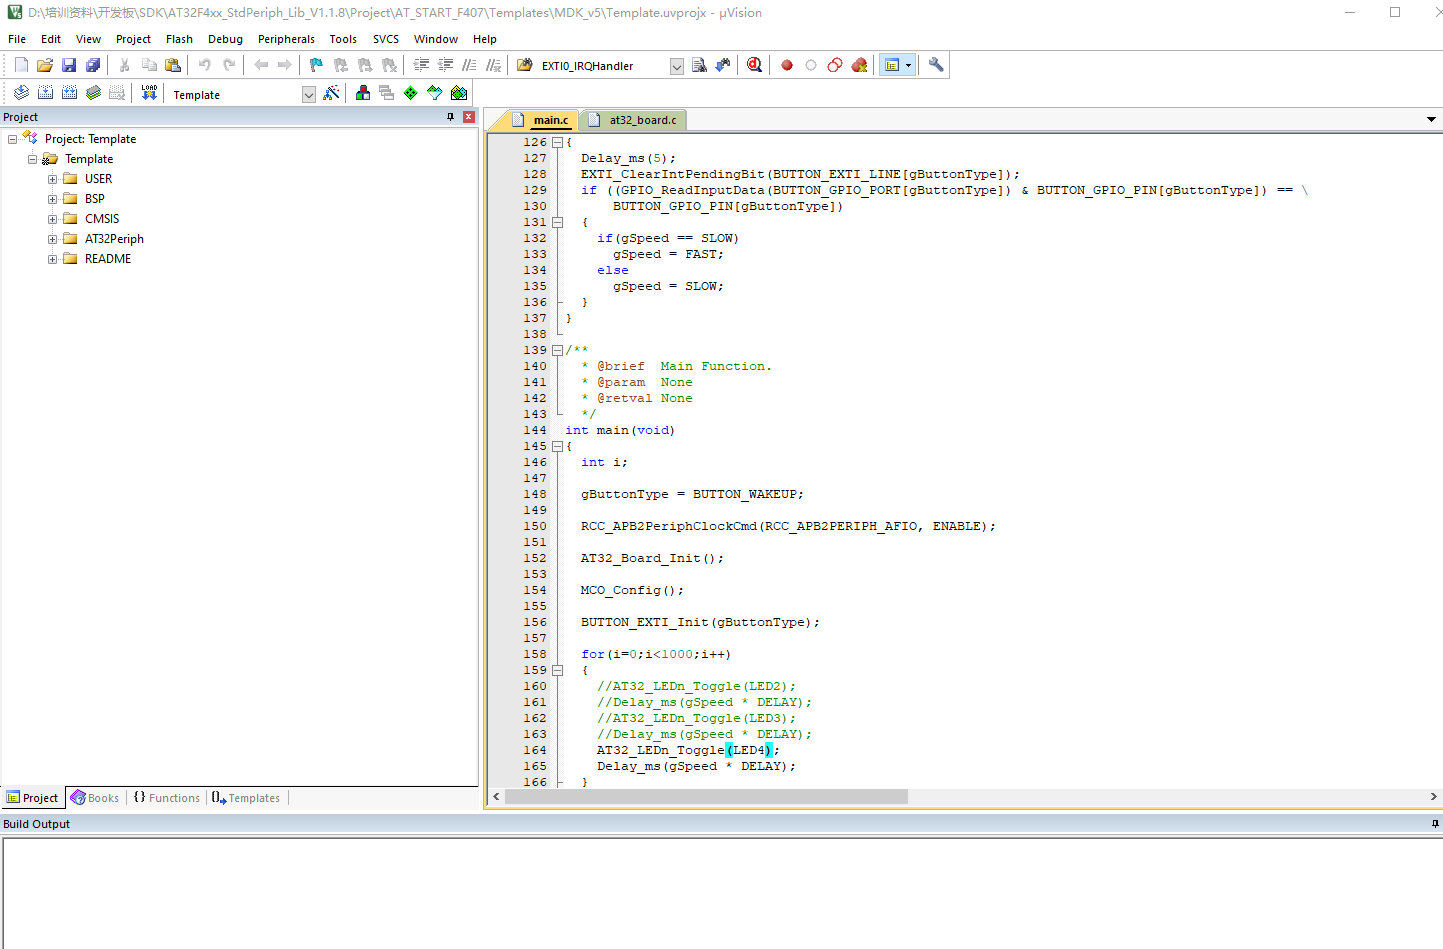 D:\培训资料\开发板\SDK\AT32F4xx_StdPeriph_Lib_V1.1.8\Project\AT_START_F407\Templates\MDK_v5\Template.uvprojx - µVision
File Edit View Project Flash Debug Peripherals Tools SVCS Window Help
EXTI0_IRQHandler
LOAD Template
Project
main.c at32_board.c
Project: Template
Template
USER
BSP
CMSIS
AT32Periph
README
126 {
127 Delay_ms(5);
128 EXTI_ClearIntPendingBit(BUTTON_EXTI_LINE[gButtonType]);
129 if ((GPIO_ReadInputData(BUTTON_GPIO_PORT[gButtonType]) & BUTTON_GPIO_PIN[gButtonType]) == \
130 BUTTON_GPIO_PIN[gButtonType])
131 {
132 if(gSpeed == SLOW)
133 gSpeed = FAST;
134 else
135 gSpeed = SLOW;
136 }
137 }
138
139 /**
140 * @brief  Main Function.
141 * @param  None
142 * @retval None
143 */
144 int main(void)
145 {
146 int i;
147
148 gButtonType = BUTTON_WAKEUP;
149
150 RCC_APB2PeriphClockCmd(RCC_APB2PERIPH_AFIO, ENABLE);
151
152 AT32_Board_Init();
153
154 MCO_Config();
155
156 BUTTON_EXTI_Init(gButtonType);
157
158 for(i=0;i<1000;i++)
159 {
160 //AT32_LEDn_Toggle(LED2);
161 //Delay_ms(gSpeed * DELAY);
162 //AT32_LEDn_Toggle(LED3);
163 //Delay_ms(gSpeed * DELAY);
164 AT32_LEDn_Toggle(LED4);
165 Delay_ms(gSpeed * DELAY);
166 }
Project Books {} Functions Templates
Build Output